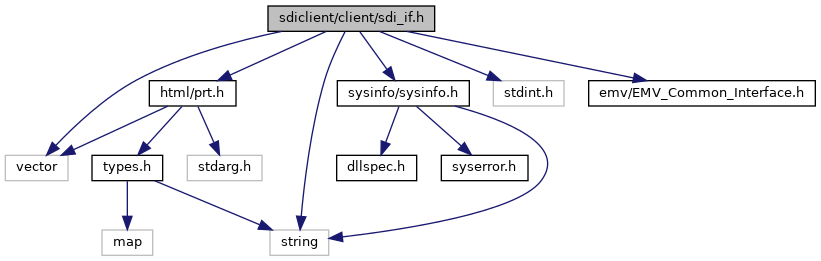 sdiclient/client/sdi_if.h
html/prt.h
sysinfo/sysinfo.h
stdint.h
emv/EMV_Common_Interface.h
vector
types.h
stdarg.h
dllspec.h
syserror.h
map
string